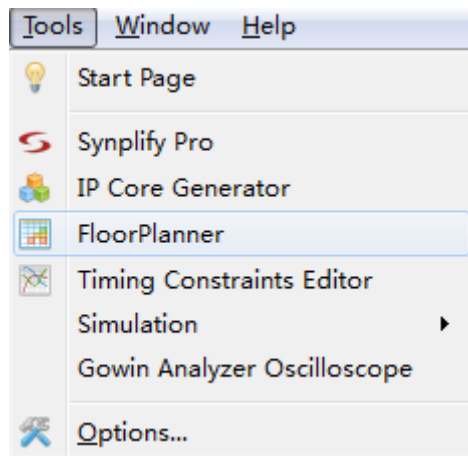 Tools Window Help
Start Page
Synplify Pro
IP Core Generator
FloorPlanner
Timing Constraints Editor
Simulation
Gowin Analyzer Oscilloscope
Options...